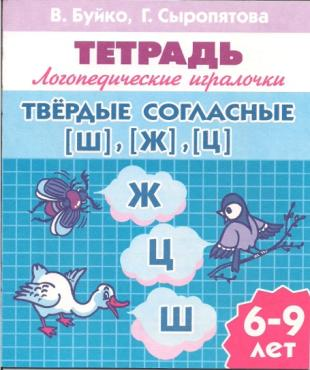 В. Буйко, Г. Сыропятова
ТЕТРАДЬ
Логопедические игралочки
ТВЁРДЫЕ СОГЛАСНЫЕ
[Ш], [Ж], [Ц]
Ж
Ц
Ш
6-9
лет